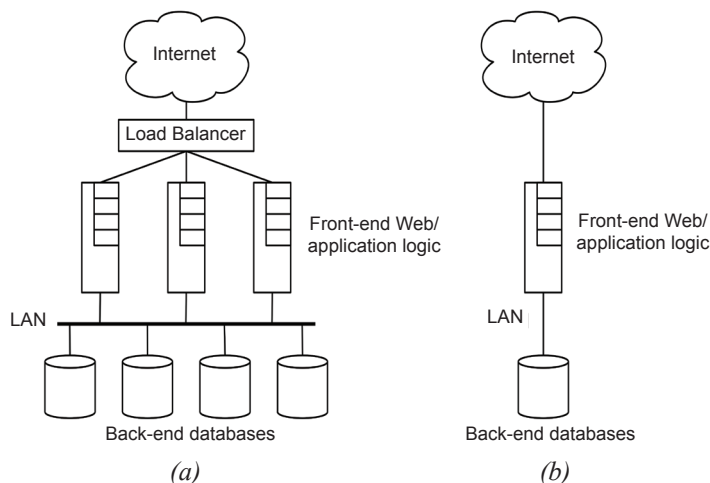 Internet
Load Balancer
Front-end Web/
application logic
LAN
Back-end databases
(a)
Internet
Front-end Web/
application logic
LAN
Back-end databases
(b)